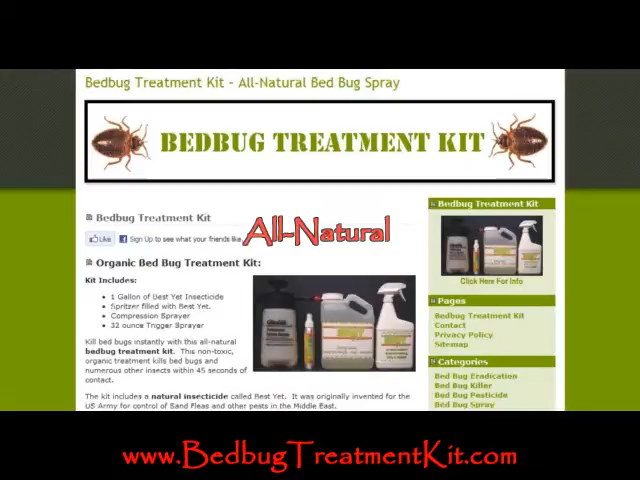 Bedbug Treatment Kit – All-Natural Bed Bug Spray
BEDBUG TREATMENT KIT
Bedbug Treatment Kit
Like
Sign Up to see what your friends like.
All-Natural
Organic Bed Bug Treatment Kit:
Kit Includes:
1 Gallon of Best Yet Insecticide
Spritzer filled with Best Yet.
Compression Sprayer
32 ounce Trigger Sprayer
Kill bed bugs instantly with this all-natural
bedbug treatment kit. This non-toxic,
organic treatment kills bed bugs and
numerous other insects within 45 seconds of
contact.
The kit includes a natural insecticide called Best Yet. It was originally invented for the
US Army for control of Sand Fleas and other pests in the Middle East.
Bedbug Treatment Kit
Click Here For Info
Pages
Bedbug Treatment Kit
Contact
Privacy Policy
Sitemap
Categories
Bed Bug Eradication
Bed Bug Killer
Bed Bug Pesticide
Bed Bug Spray
www.BedbugTreatmentKit.com